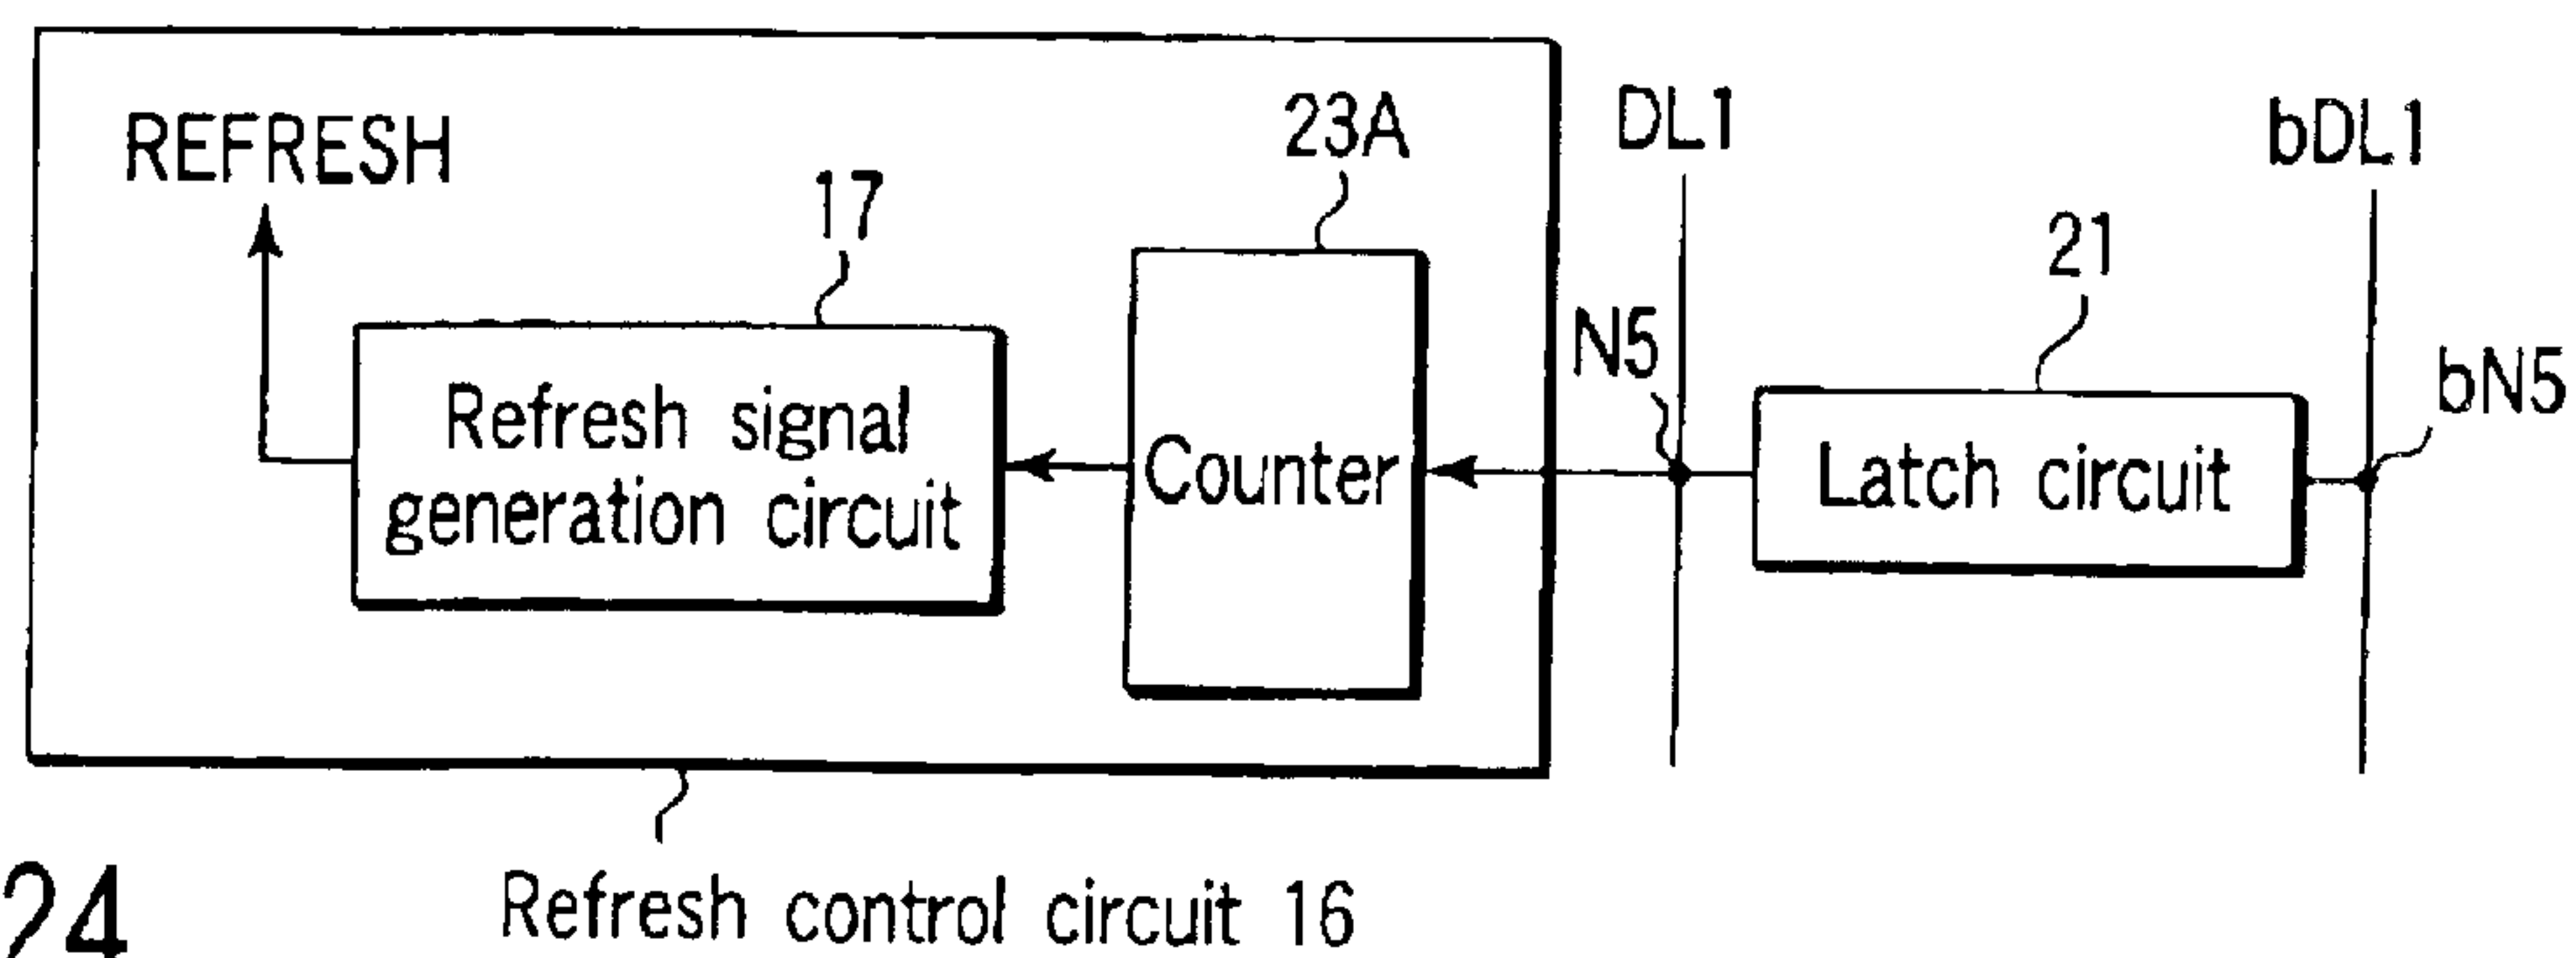 REFRESH
17
23A
DL1
bDL1
21
N5
bN5
Refresh signal
generation circuit
Counter
Latch circuit
Refresh control circuit 16
24